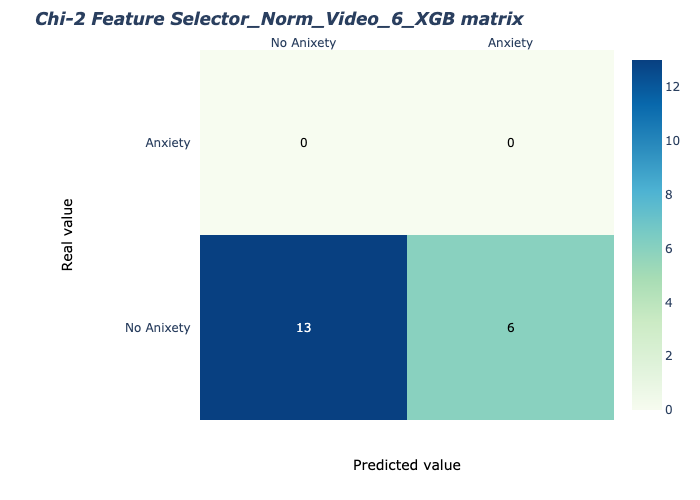 Chi-2 Feature Selector_Norm_Video_6_XGB matrix
No Anixety
Anxiety
12
10
8
6
4
2
0
Anxiety
0
0
Real value
No Anixety
13
6
Predicted value